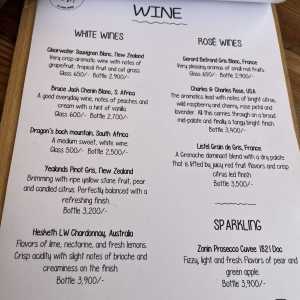 WINE
WHITE WINES
Clearwater Sauvignon Blanc, New Zealand
Very crisp aromatic wine with notes of
grapefruit, tropical fruit and cut grass.
Glass 650/- Bottle 2,900/-
Bruce Jack Chenin Blanc, S. Africa
A good everyday wine, notes of peaches and
cream with a hint of vanilla
Glass 600/- Bottle 2,700/-
Dragon's back mountain, South Africa
A medium sweet, white wine.
Glass 500/- Bottle 2,500/-
Yealands Pinot Gris, New Zealand
Brimming with ripe yellow stone fruit, pear
and candied citrus. Perfectly balanced with a
refreshing finish.
Bottle 3,200/-
Hesketh LW Chardonnay, Australia
Flavors of lime, nectarine, and fresh lemons.
Crisp acidity with slight notes of brioche and
creaminess on the finish
Bottle 3,900/-
ROSÉ WINES
Gerard Bertrand Gris Blanc, France
Very pleasing aromas of small red fruits.
Glass 650/- Bottle 2,900/-
Charles & Charles Rose, USA
The aromatics lead with notes of bright citrus,
wild raspberry and cherry, rose petal and
lavender. All this carries through on a broad
mid-palate and finally a tangy bright finish.
Bottle 3,400/-
Listel Grain de Gris, France
A Grenache dominant blend with a dry palate
that is lifted by juicy red fruit flavors and crisp
citrus led finish
Bottle 3,500/-
SPARKLING
Zonin Prosecco Cuvee 1821 Doc
Fizzy, light and fresh Flavors of pear and
green apple.
Bottle 3,900/-